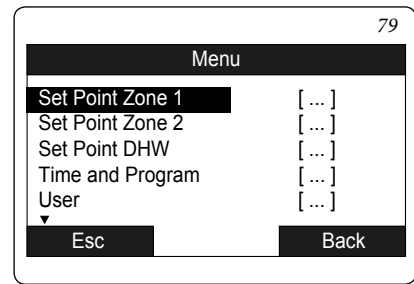 79
Menu
Set Point Zone 1 [ ... ]
Set Point Zone 2 [ ... ]
Set Point DHW [ ... ]
Time and Program [ ... ]
User [ ... ]
Esc Back